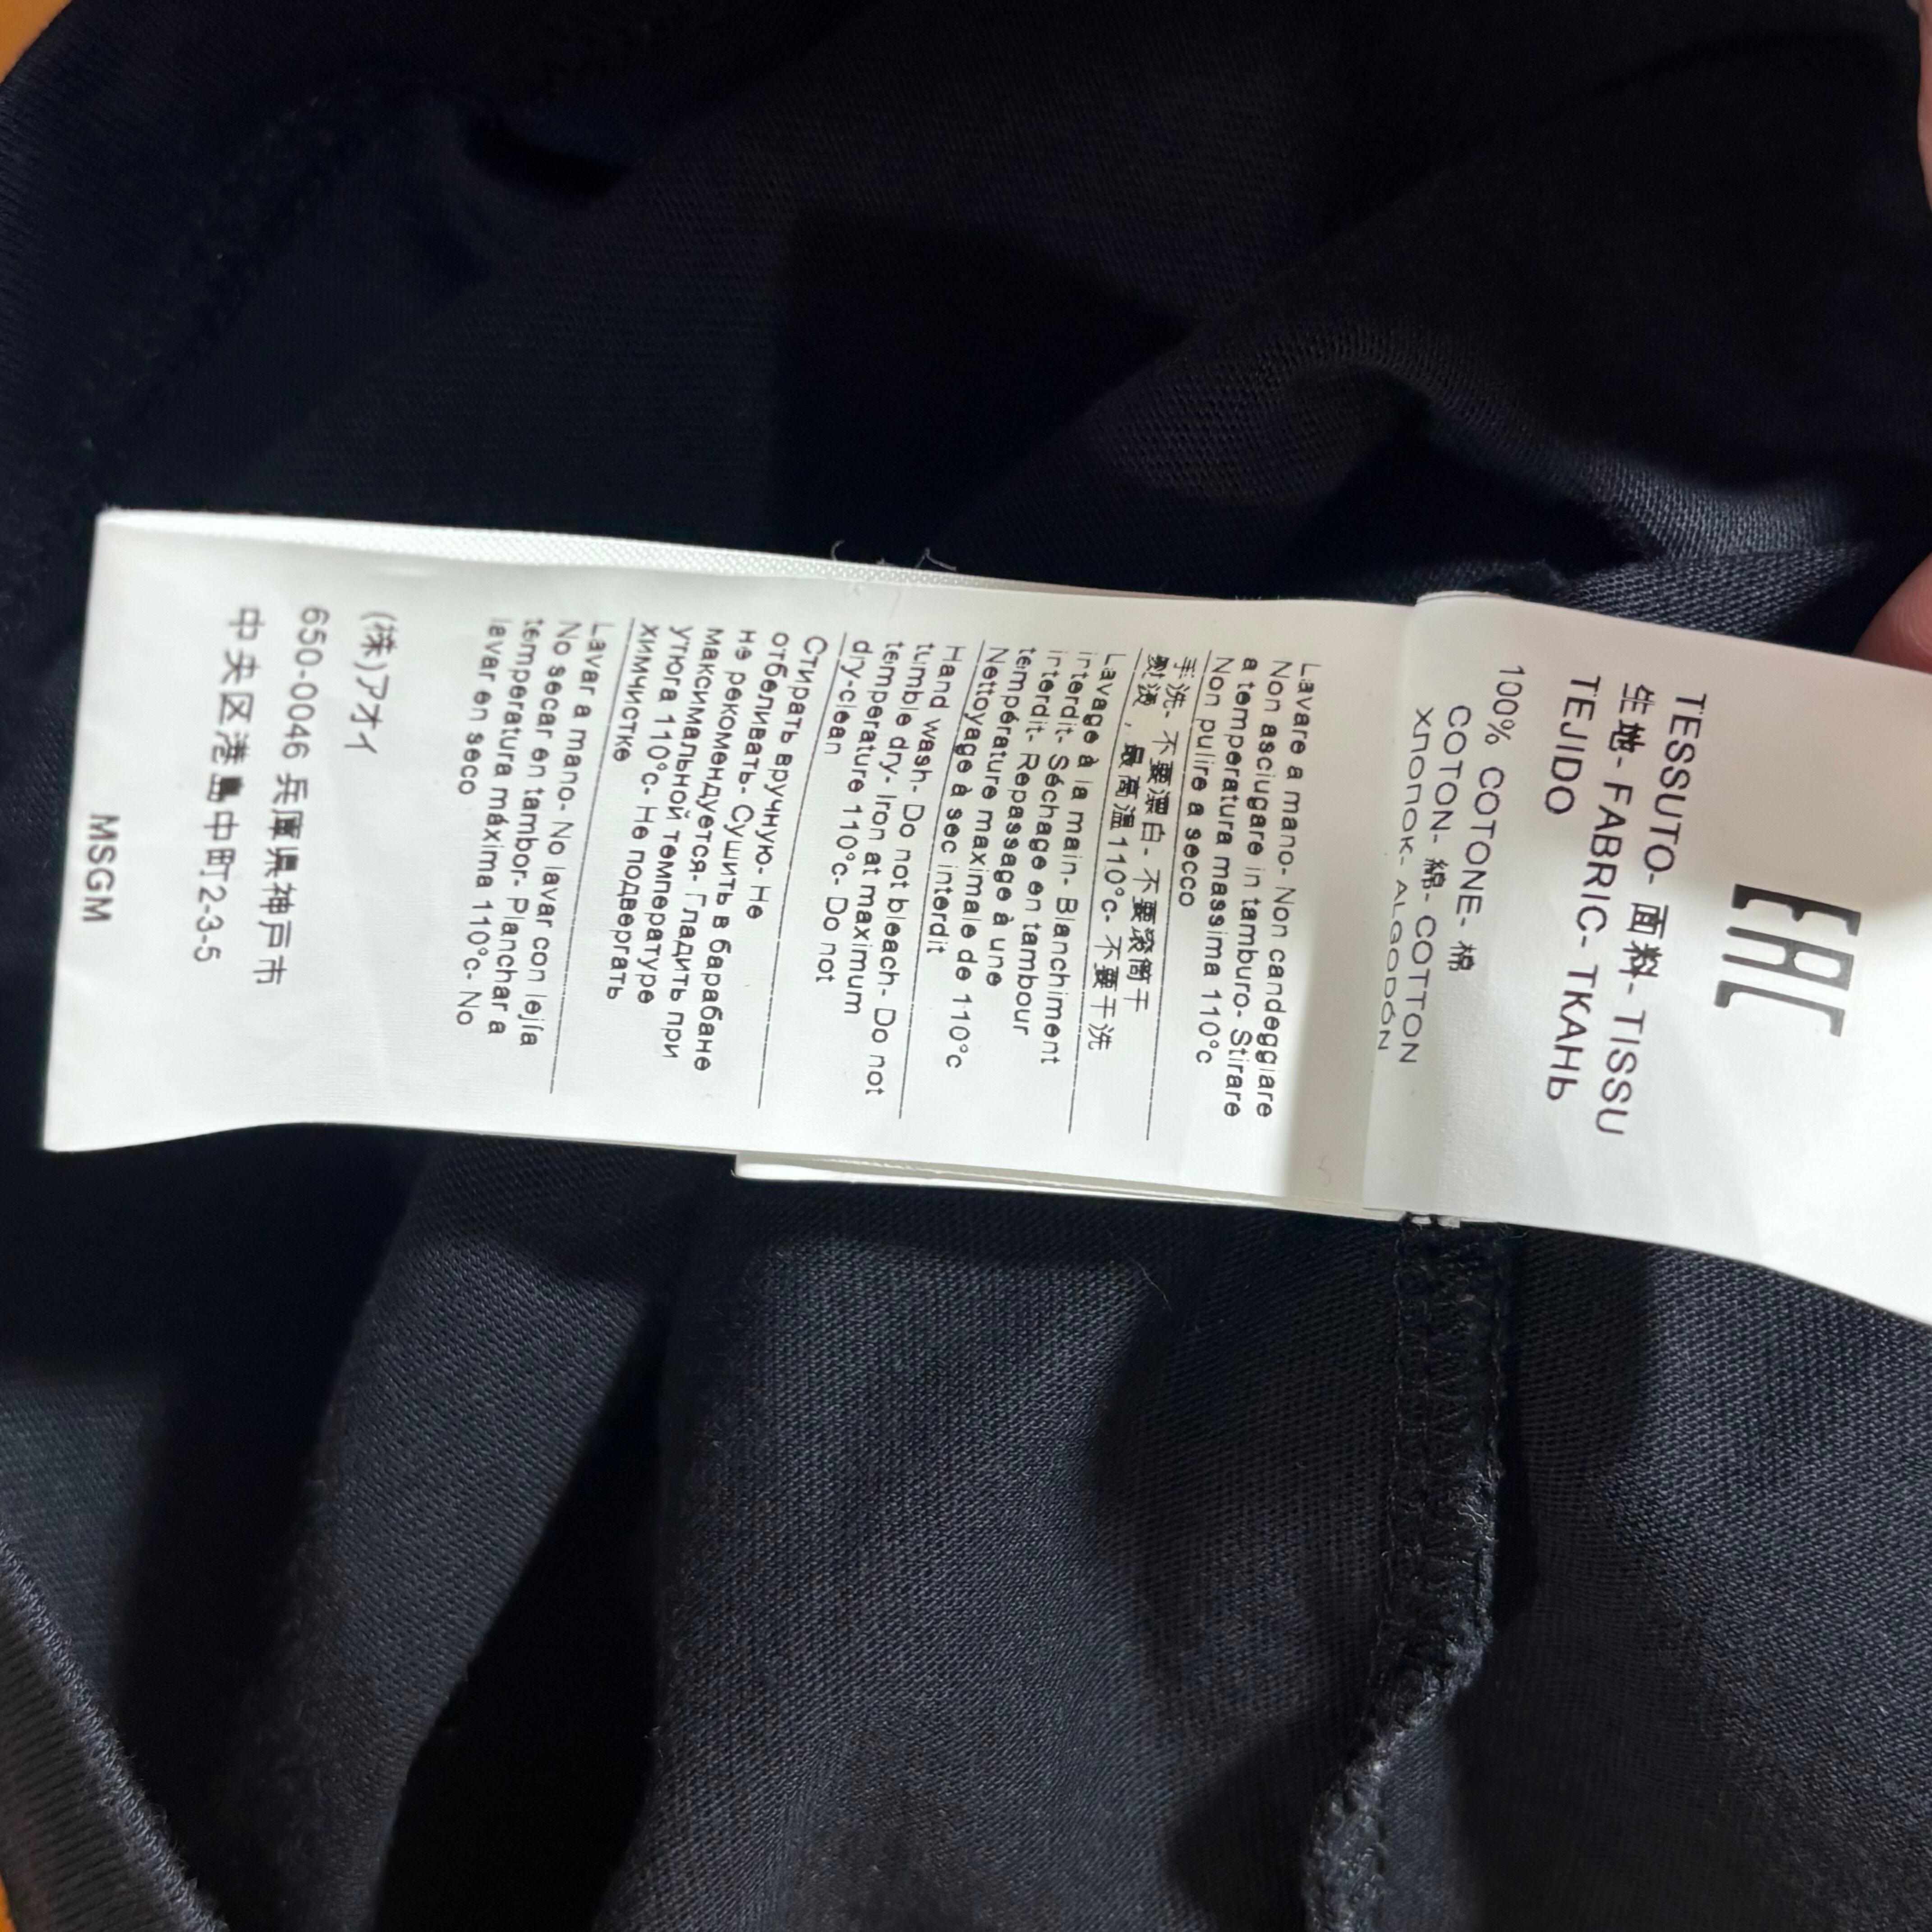 EAC
TESSUTO- 面料- TISSU
生地- FABRIC- ТКАНЬ
TEJIDO
100% COTONE- 棉
COTON- 綿- COTTON
ХЛОПОК- ALGODÓN
Lavare a mano- Non candeggiare
Non asciugare in tamburo- Stirare
a temperatura massima 110°c
Non pulire a secco
手洗- 不要漂白- 不要滚筒干
熨烫，最高温110°c- 不要干洗
Lavage à la main- Blanchiment
interdit- Séchage en tambour
interdit- Repassage à une
température maximale de 110°c
Nettoyage à sec interdit
Hand wash- Do not bleach- Do not
tumble dry- Iron at maximum
temperature 110°c- Do not
dry-clean
Стирать вручную- Не
отбеливать- Сушить в барабане
не рекомендуется- Гладить при
максимальной температуре
утюга 110°c- Не подвергать
химчистке
Lavar a mano- No lavar con lejía
No secar en tambor- Planchar a
temperatura máxima 110°c- No
lavar en seco
(株)アオイ
650-0046 兵庫県神戸市
中央区港島中町2-3-5
MSGM